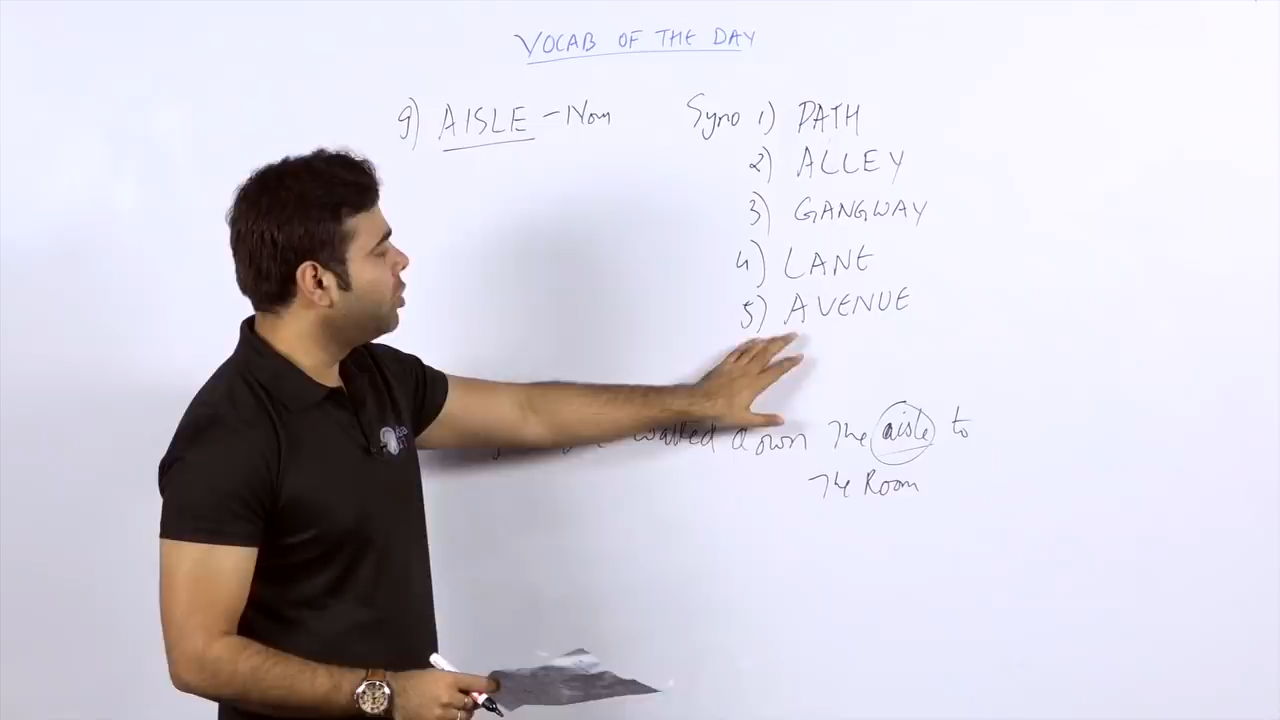 VOCAB OF THE DAY
9) AISLE - Noun
Syno 1) PATH
2) ALLEY
3) GANGWAY
4) LANE
5) AVENUE
walked down The aisle to
The Room